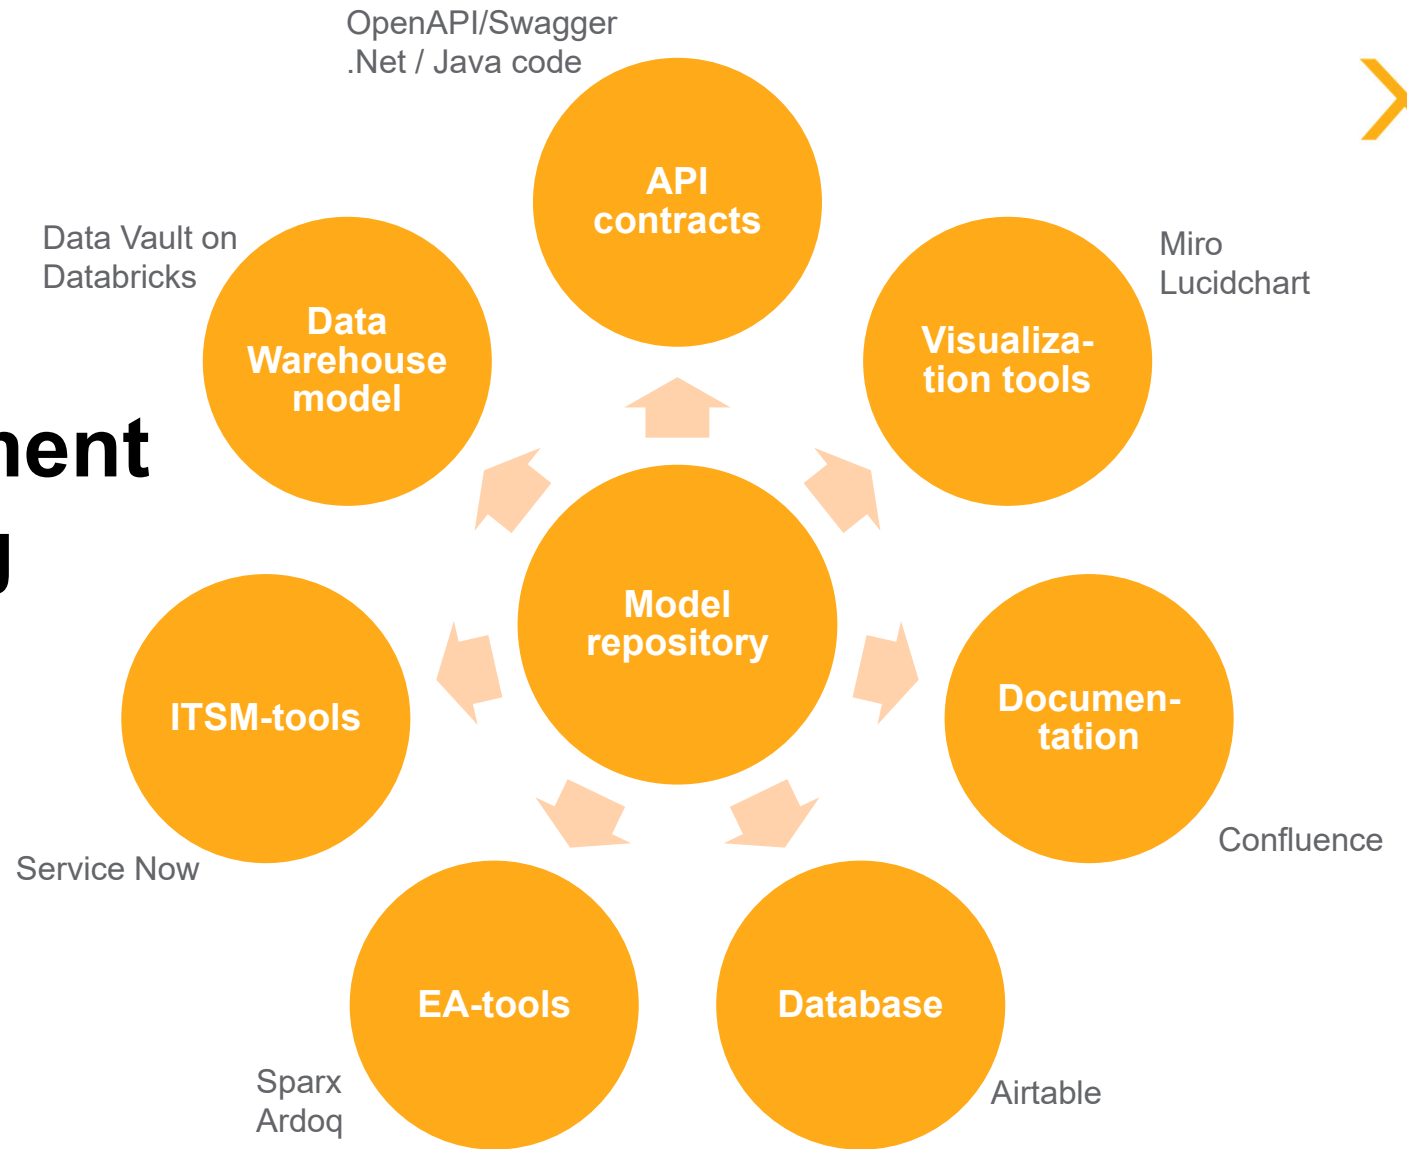 OpenAPI/Swagger
.Net / Java code
API
contracts
Data Vault on
Databricks
Data
Warehouse
model
Miro
Lucidchart
Visualiza-
tion tools
Model
repository
ITSM-tools
Service Now
Documen-
tation
Confluence
EA-tools
Sparx
Ardoq
Database
Airtable